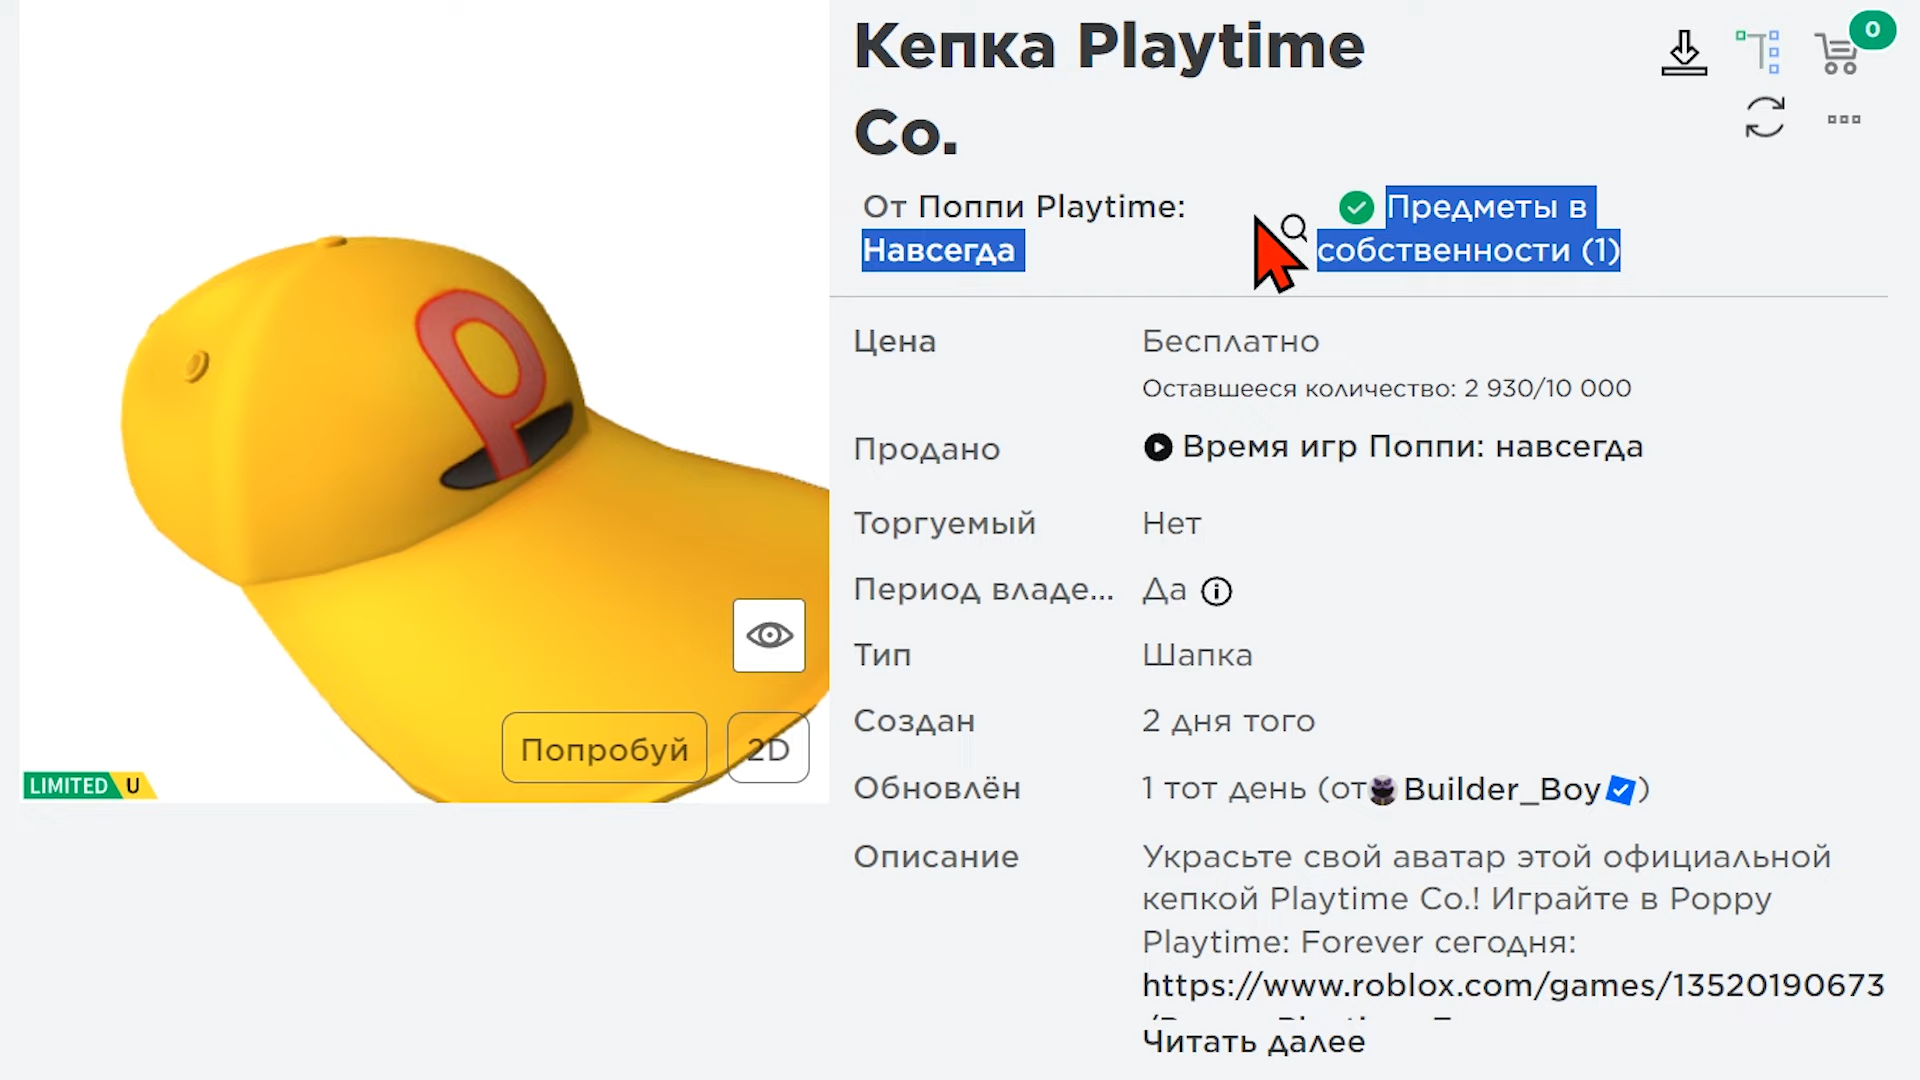 Кепка Playtime
Co.
0
От Поппи Playtime:
Навсегда
Предметы в
собственности (1)
Цена
Бесплатно
Оставшееся количество: 2 930/10 000
Продано
Время игр Поппи: навсегда
Торгуемый
Нет
Период владе...
Да
Тип
Шапка
Создан
2 дня того
Обновлён
1 тот день (от Builder_Boy)
Описание
Украсьте свой аватар этой официальной
кепкой Playtime Co.! Играйте в Poppy
Playtime: Forever сегодня:
https://www.roblox.com/games/13520190673
Читать далее
P
Попробуй
2D
LIMITED U